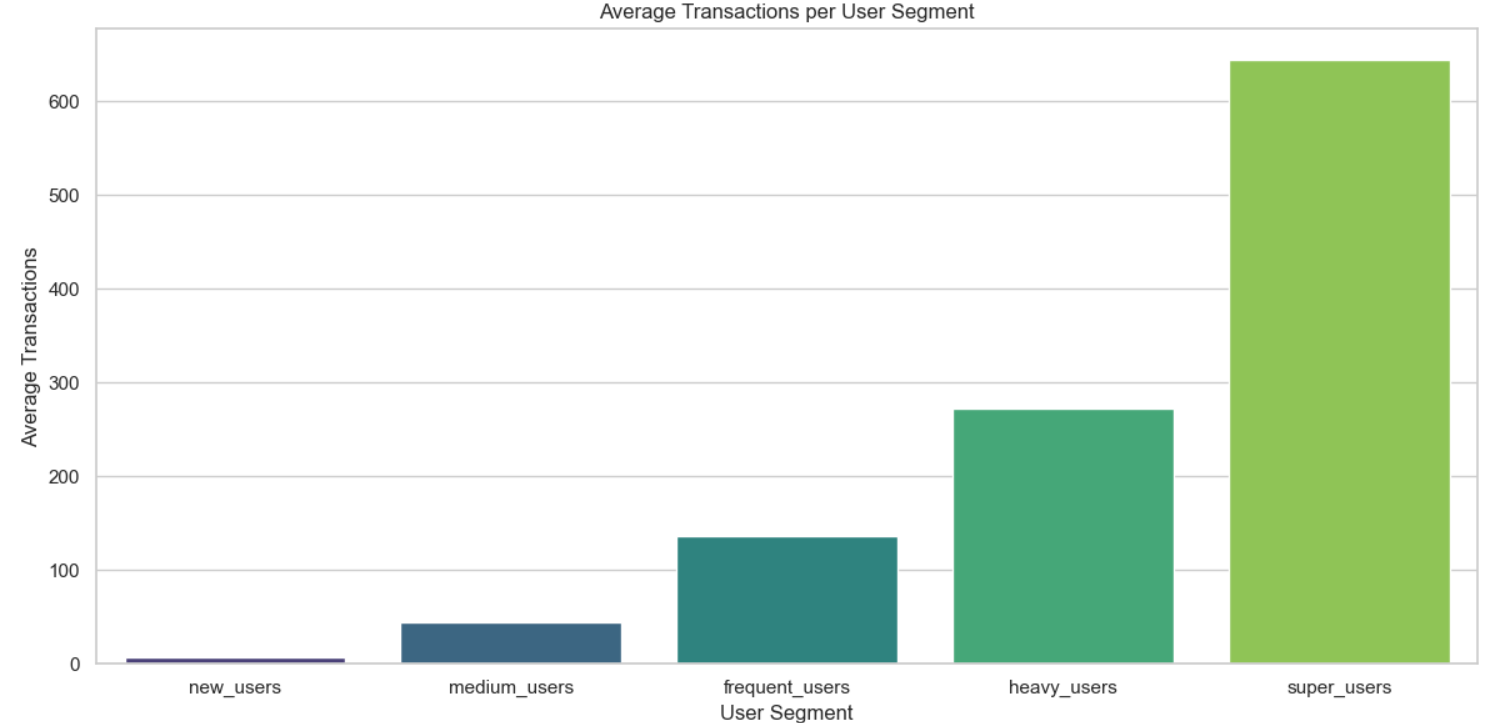 Average Transactions per User Segment
Average Transactions
600
500
400
300
200
100
0
new_users medium_users frequent_users heavy_users super_users
User Segment